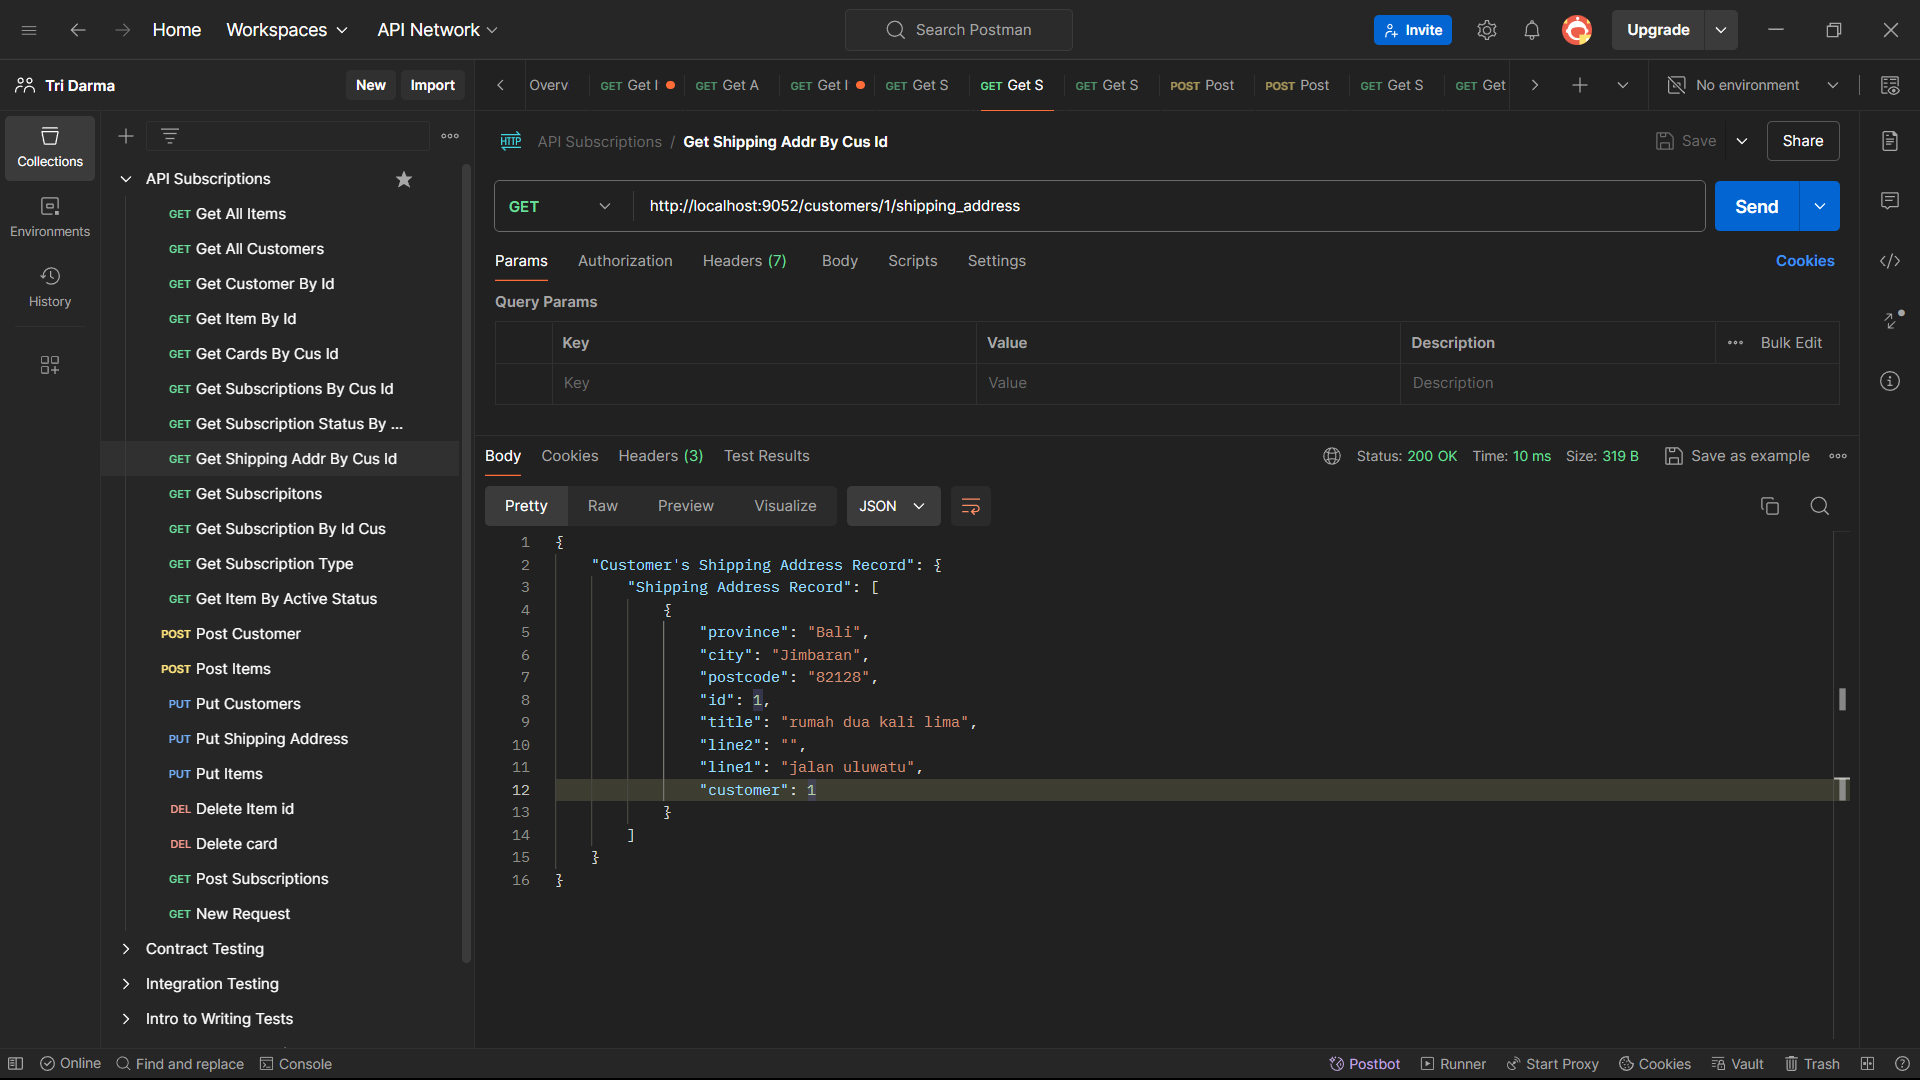 Home Workspaces API Network Search Postman Invite Upgrade
Tri Darma New Import
Overv GET Get I GET Get A GET Get I GET Get S GET Get S GET Get S POST Post POST Post GET Get S GET Get No environment
Collections
Environments
History
API Subscriptions
GET Get All Items
GET Get All Customers
GET Get Customer By Id
GET Get Item By Id
GET Get Cards By Cus Id
GET Get Subscriptions By Cus Id
GET Get Subscription Status By ...
GET Get Shipping Addr By Cus Id
GET Get Subscripitons
GET Get Subscription By Id Cus
GET Get Subscription Type
GET Get Item By Active Status
POST Post Customer
POST Post Items
PUT Put Customers
PUT Put Shipping Address
PUT Put Items
DEL Delete Item id
DEL Delete card
GET Post Subscriptions
GET New Request
Contract Testing
Integration Testing
Intro to Writing Tests
HTTP API Subscriptions / Get Shipping Addr By Cus Id Save Share
GET http://localhost:9052/customers/1/shipping_address Send
Params Authorization Headers (7) Body Scripts Settings Cookies
Query Params
Key Value Description Bulk Edit
Key Value Description
Body Cookies Headers (3) Test Results Status: 200 OK Time: 10 ms Size: 319 B Save as example
Pretty Raw Preview Visualize JSON
1 {
2 "Customer's Shipping Address Record": {
3 "Shipping Address Record": [
4 {
5 "province": "Bali",
6 "city": "Jimbaran",
7 "postcode": "82128",
8 "id": 1,
9 "title": "rumah dua kali lima",
10 "line2": "",
11 "line1": "jalan uluwatu",
12 "customer": 1
13 }
14 ]
15 }
16 }
Online Find and replace Console Postbot Runner Start Proxy Cookies Vault Trash